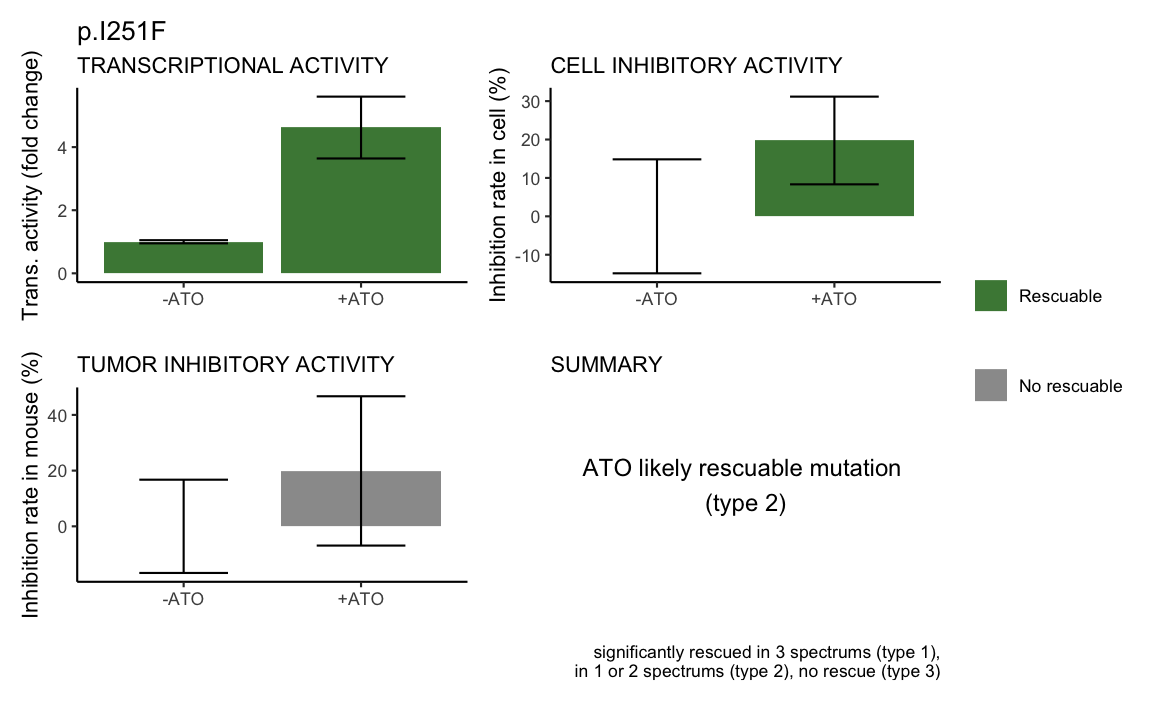 p.I251F
TRANSCRIPTIONAL ACTIVITY
Trans. activity (fold change)
4
2
0
-ATO
+ATO
CELL INHIBITORY ACTIVITY
Inhibition rate in cell (%)
30
20
10
0
-10
-ATO
+ATO
Rescuable
No rescuable
TUMOR INHIBITORY ACTIVITY
Inhibition rate in mouse (%)
40
20
0
-ATO
+ATO
SUMMARY
ATO likely rescuable mutation
(type 2)
significantly rescued in 3 spectrums (type 1),
in 1 or 2 spectrums (type 2), no rescue (type 3)